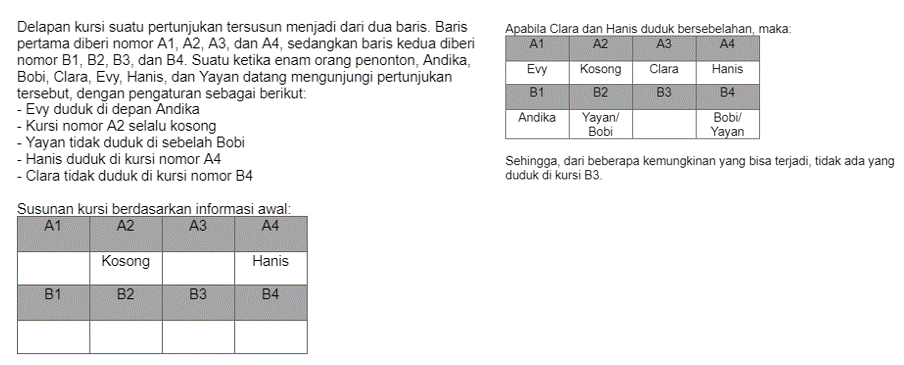 Delapan kursi suatu pertunjukan tersusun menjadi dari dua baris. Baris
pertama diberi nomor A1, A2, A3, dan A4, sedangkan baris kedua diberi
nomor B1, B2, B3, dan B4. Suatu ketika enam orang penonton, Andika,
Bobi, Clara, Evy, Hanis, dan Yayan datang mengunjungi pertunjukan
tersebut, dengan pengaturan sebagai berikut:
- Evy duduk di depan Andika
- Kursi nomor A2 selalu kosong
- Yayan tidak duduk di sebelah Bobi
- Hanis duduk di kursi nomor A4
- Clara tidak duduk di kursi nomor B4
Susunan kursi berdasarkan informasi awal:
A1 A2 A3 A4
Kosong Hanis
B1 B2 B3 B4
Apabila Clara dan Hanis duduk bersebelahan, maka:
A1 A2 A3 A4
Evy Kosong Clara Hanis
B1 B2 B3 B4
Andika Yayan/ Bobi/
Bobi Yayan
Sehingga, dari beberapa kemungkinan yang bisa terjadi, tidak ada yang
duduk di kursi B3.